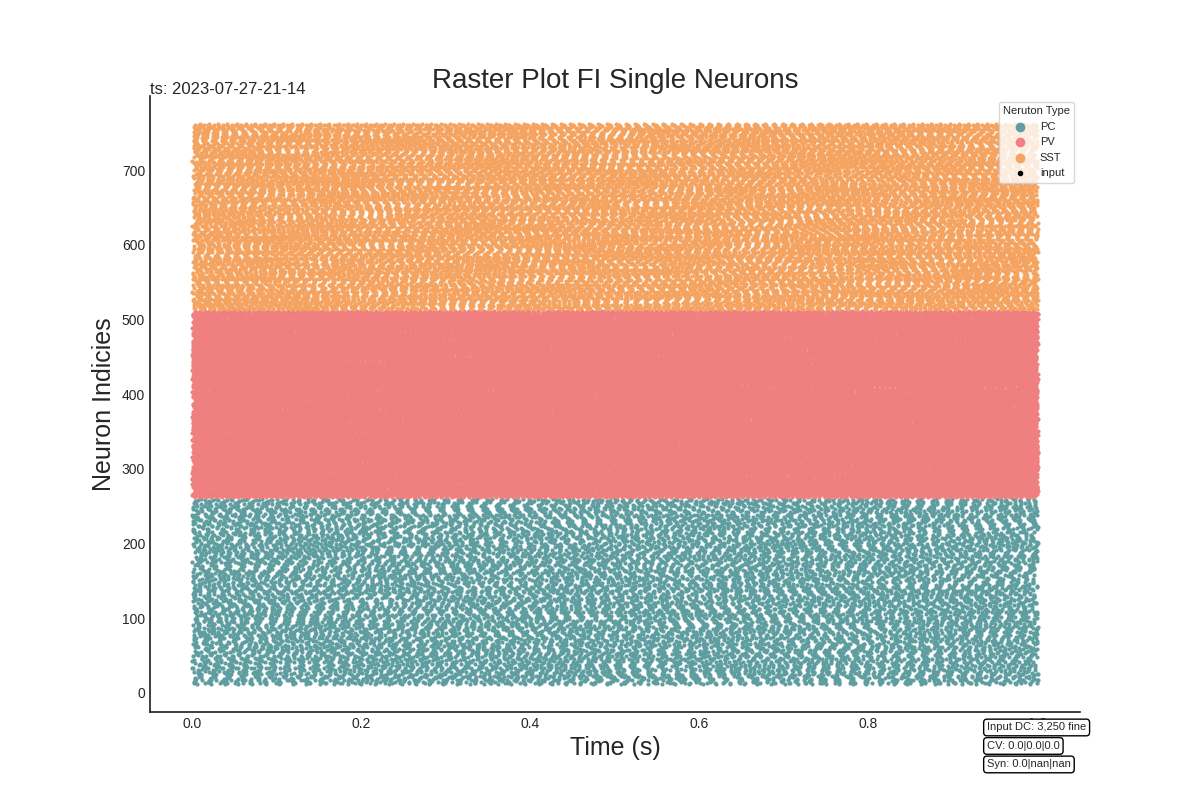 Raster Plot FI Single Neurons
ts: 2023-07-27-21-14
Neruton Type
PC
PV
SST
input
Neuron Indicies
700
600
500
400
300
200
100
0
0.0 0.2 0.4 0.6 0.8
Time (s)
Input DC: 3,250 fine
CV: 0.0|0.0|0.0
Syn: 0.0|nan|nan